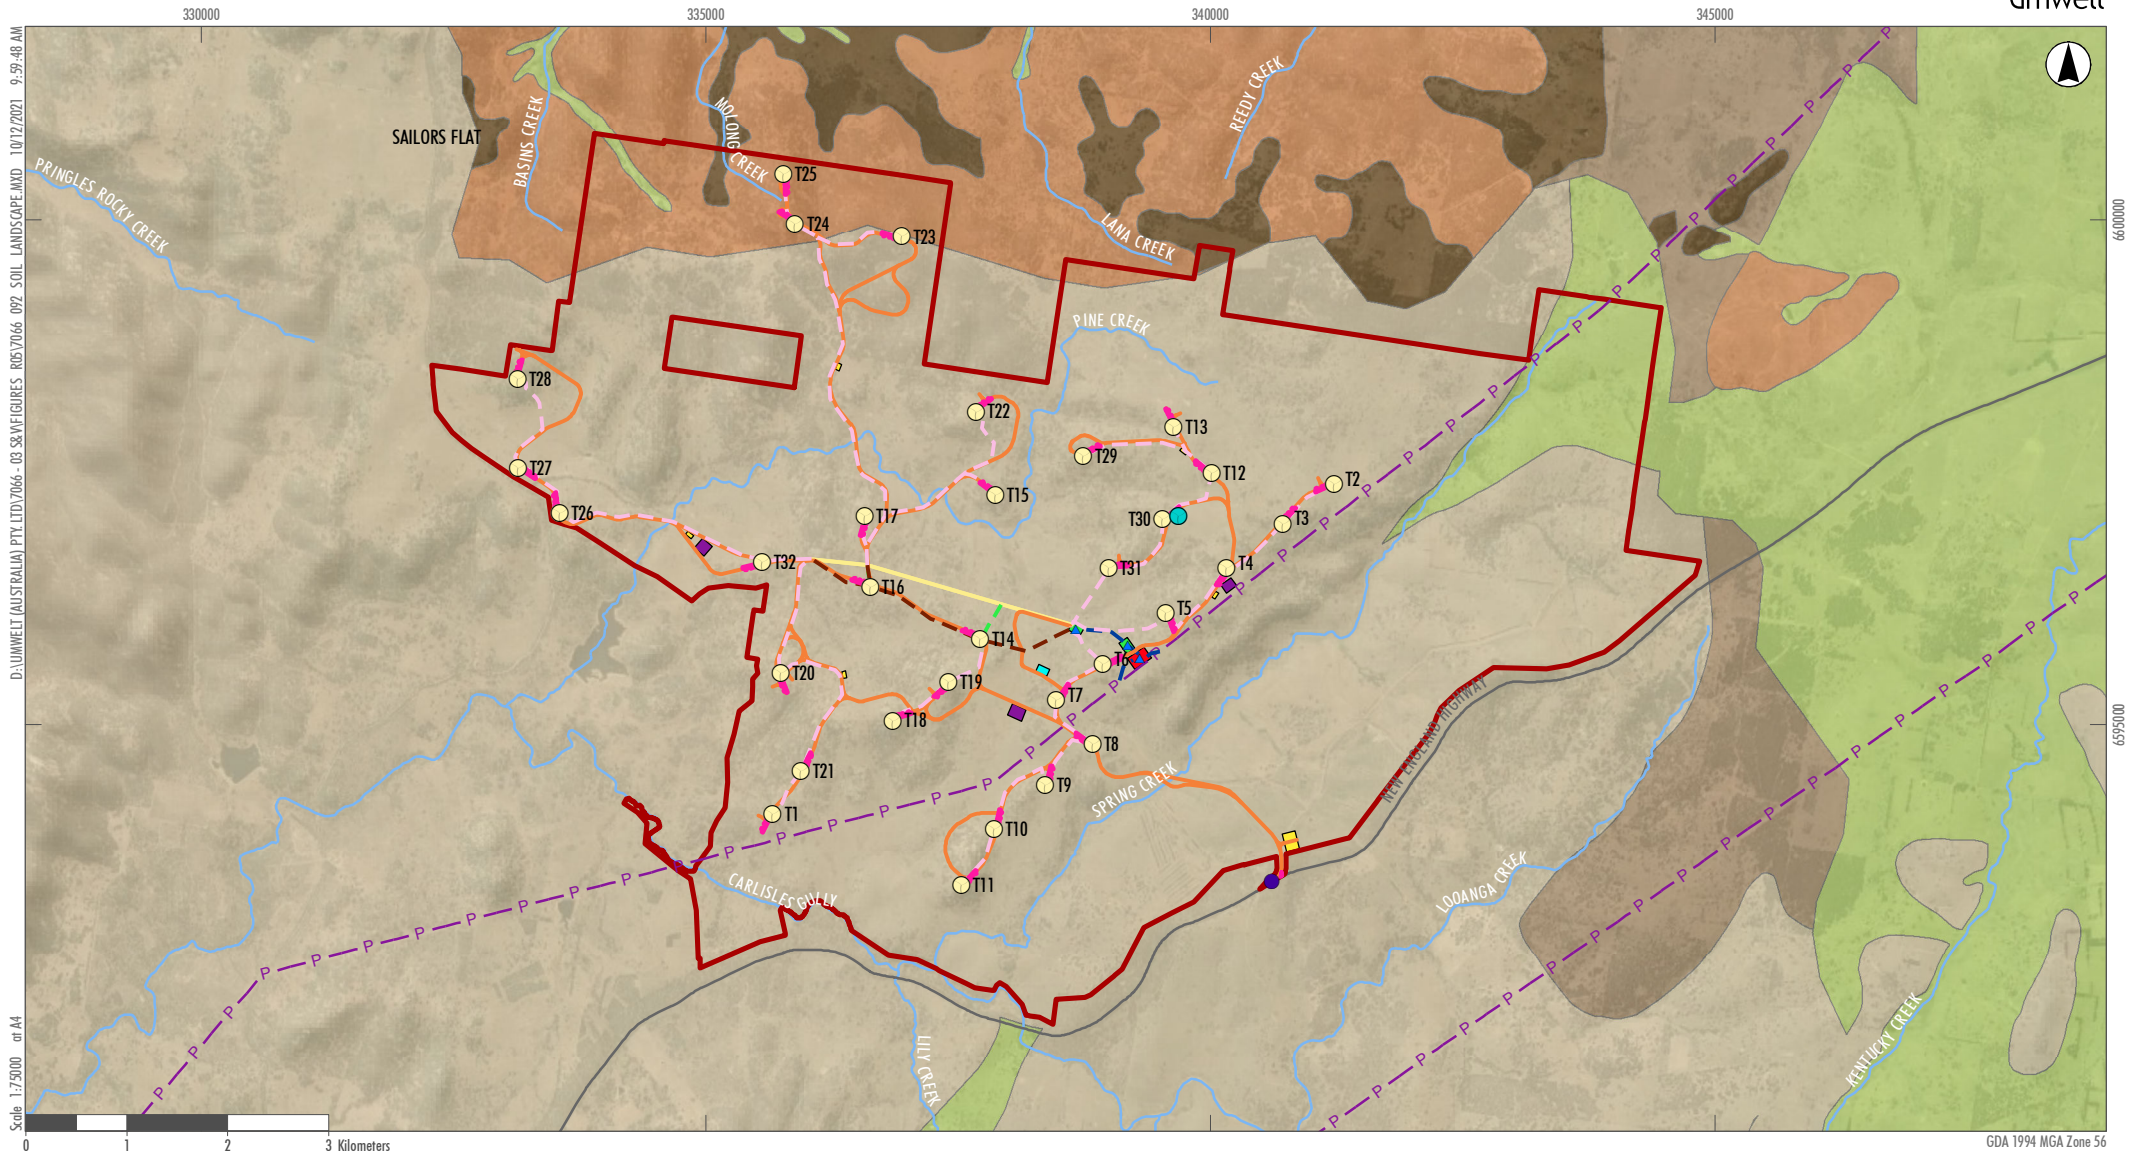 umwell
330000
335000
340000
345000
D:\UMWELT (AUSTRALIA) PTY. LTD\7066 - 03 S&V\FIGURES R05\7066_092_SOIL_LANDSCAPE.MXD 10/12/2021 9:59:48 AM
SAILORS FLAT
BASINS CREEK
MOLONG CREEK
REEDY CREEK
PRINGLES ROCKY CREEK
LANA CREEK
PINE CREEK
6600000
T25
T24
T23
T28
T22
T13
T29
T27
T12
T2
T15
T26
T17
T30
T3
T32
T31
T4
T16
T5
T14
T6
T20
T19
T7
T18
T8
T21
T9
T1
T10
T11
6595000
NEW ENGLAND HIGHWAY
SPRING CREEK
CARLISLES GULLY
LOOANGA CREEK
LILY CREEK
KENTUCKY CREEK
P P P P P P P P P P P P P P P P P P P P P P P P P P P P P P P P P P P
P P P P P P P P P P P P P P P P P P
Scale 1:75000 at A4
0 1 2 3 Kilometers
GDA 1994 MGA Zone 56